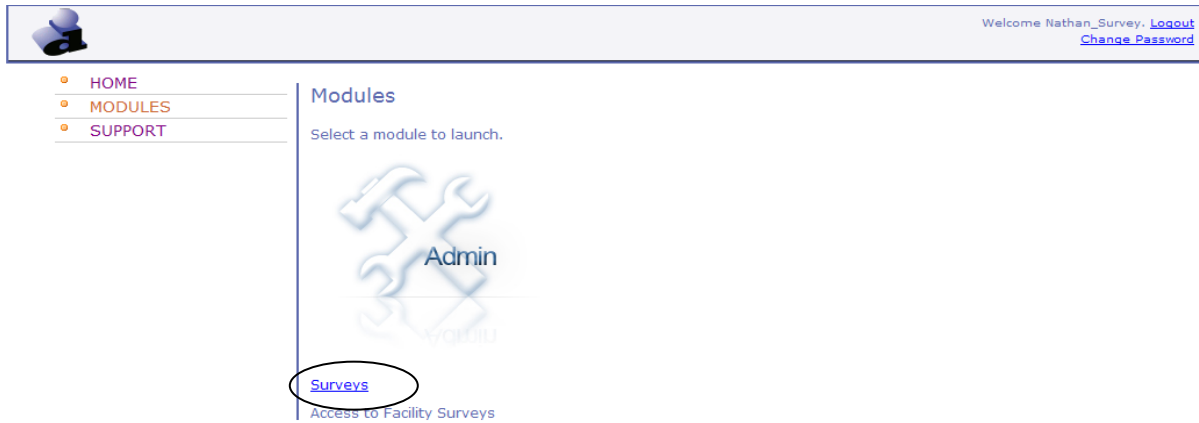 Welcome Nathan_Survey. Logout
Change Password
HOME
MODULES
SUPPORT
Modules
Select a module to launch.
Admin
Surveys
Access to Facility Surveys